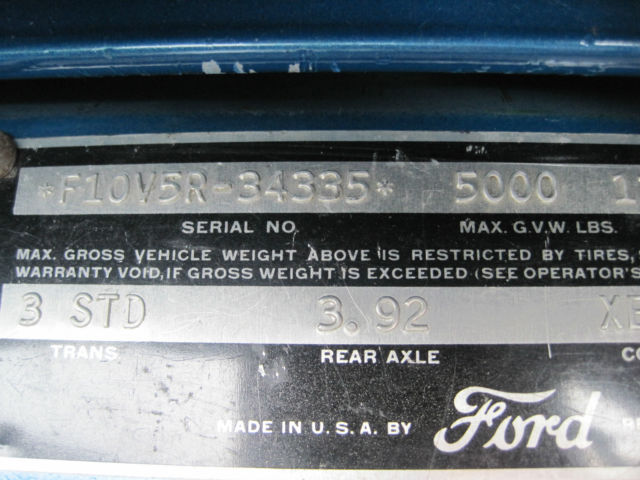 *F10V5R-34335* 5000
SERIAL NO. MAX. G.V.W. LBS.
MAX. GROSS VEHICLE WEIGHT ABOVE IS RESTRICTED BY TIRES,
WARRANTY VOID, IF GROSS WEIGHT IS EXCEEDED (SEE OPERATOR'S
3 STD 3.92
TRANS REAR AXLE
MADE IN U.S.A. BY Ford